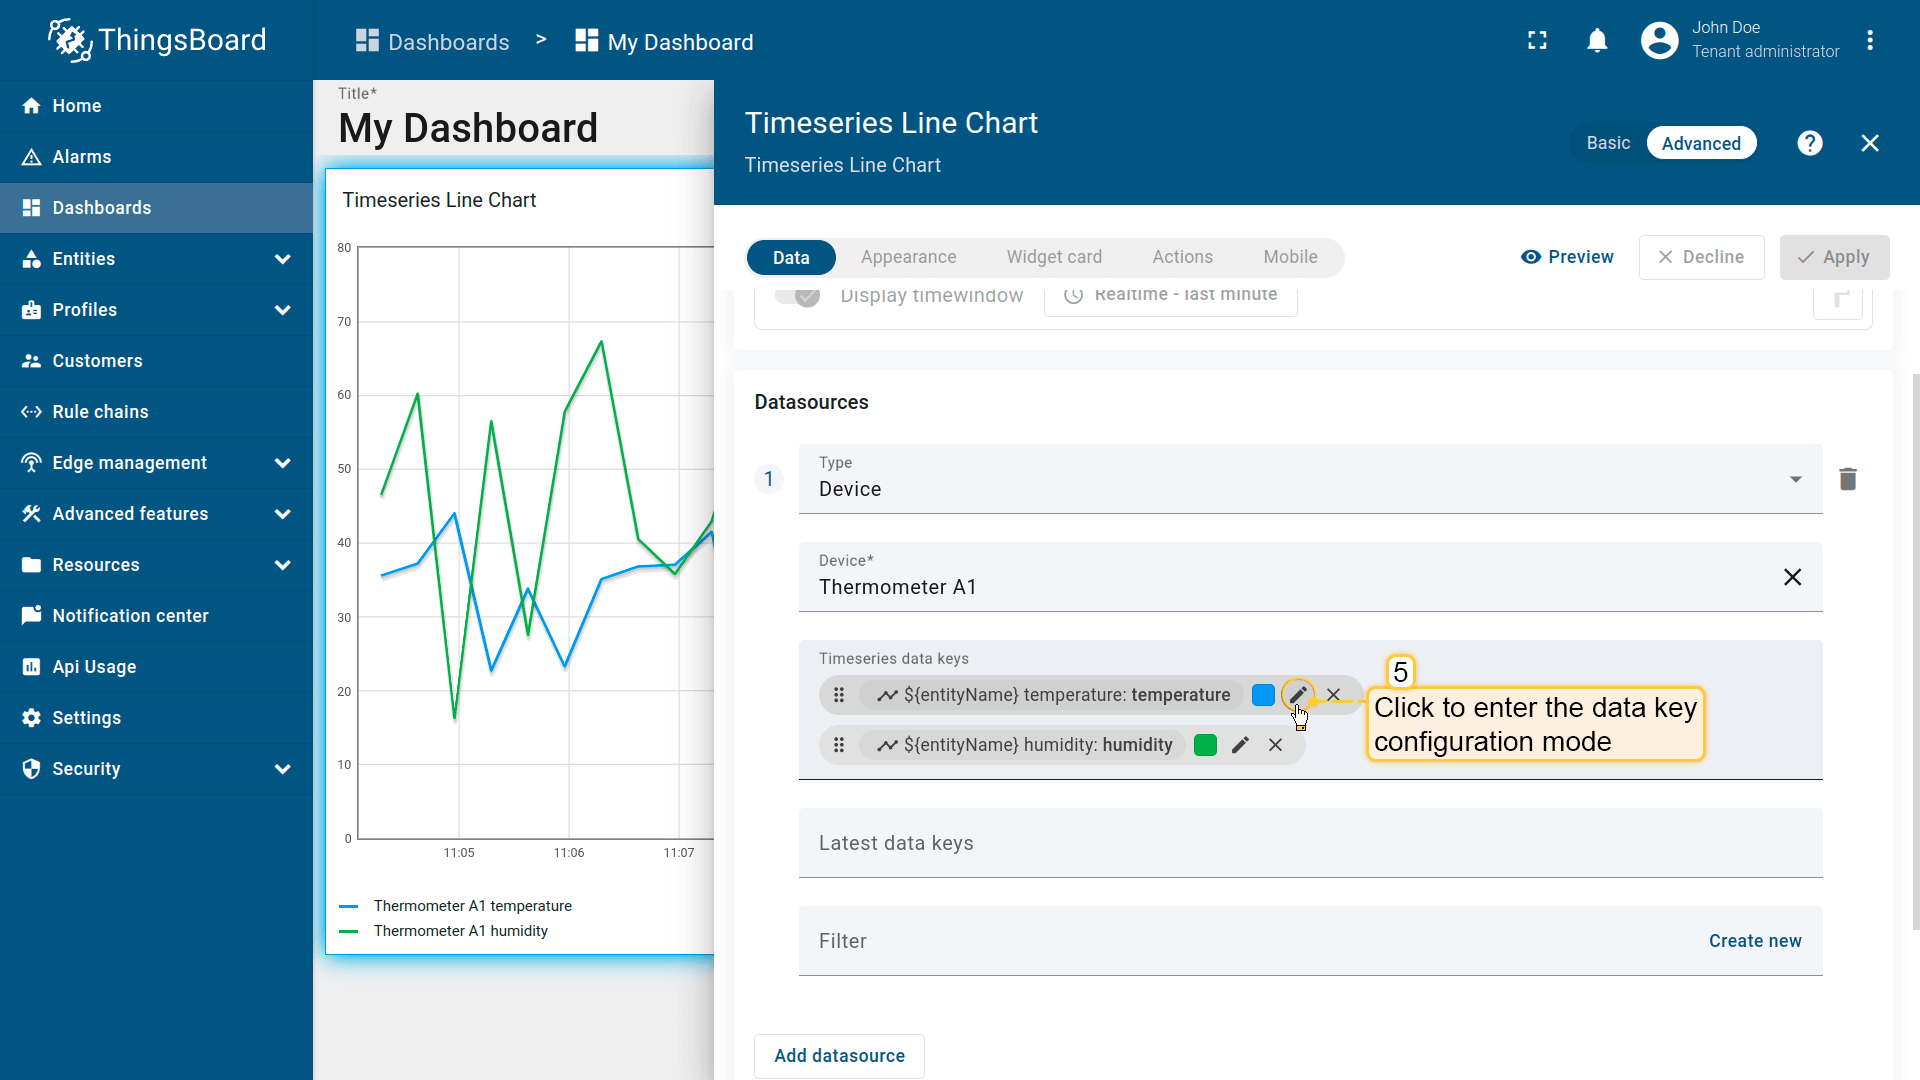 ThingsBoard
Dashboards > My Dashboard
John Doe
Tenant administrator
Home
Alarms
Dashboards
Entities
Profiles
Customers
Rule chains
Edge management
Advanced features
Resources
Notification center
Api Usage
Settings
Security
Title*
My Dashboard
Timeseries Line Chart
80
70
60
50
40
30
20
10
0
11:05 11:06 11:07
Thermometer A1 temperature
Thermometer A1 humidity
Timeseries Line Chart
Timeseries Line Chart
Basic Advanced
Data Appearance Widget card Actions Mobile
Preview Decline Apply
Display timewindow Realtime - last minute
Datasources
1
Type
Device
Device*
Thermometer A1
Timeseries data keys
${entityName} temperature: temperature
${entityName} humidity: humidity
5
Click to enter the data key
configuration mode
Latest data keys
Filter Create new
Add datasource